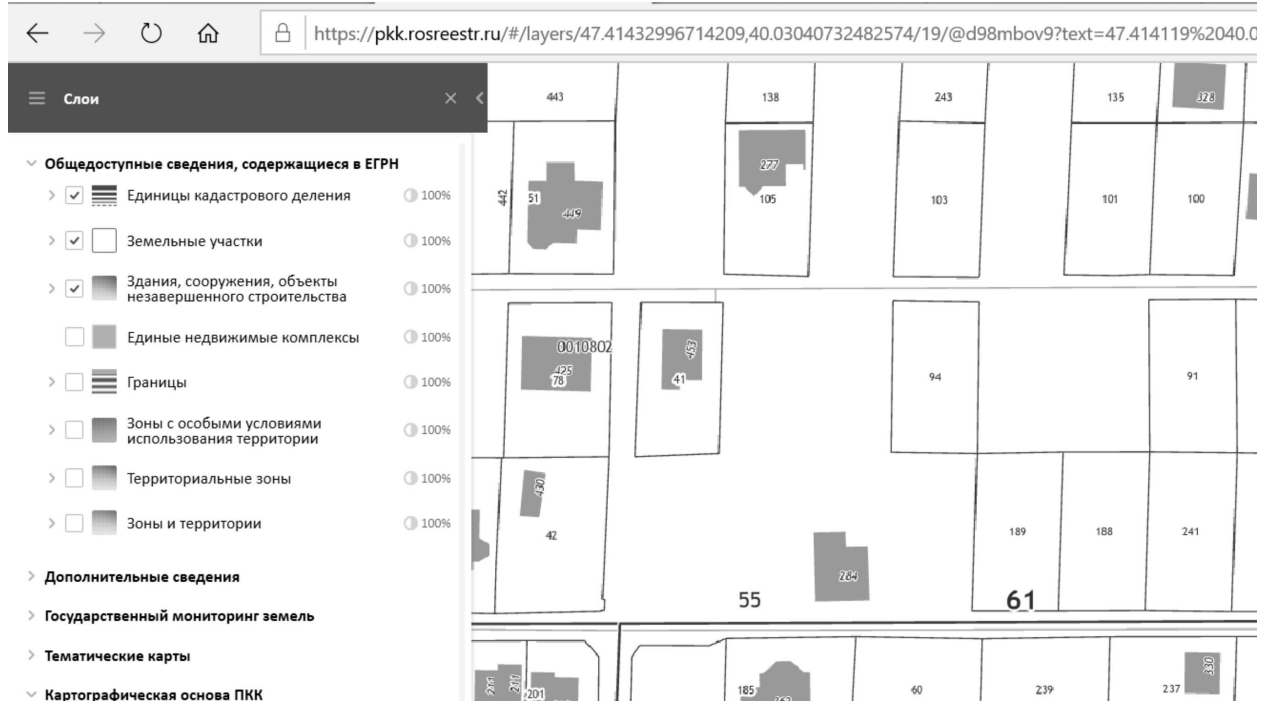 https://pkk.rosreestr.ru/#/layers/47.41432996714209,40.03040732482574/19/@d98mbov9?text=47.414119%2040.0
Слои
Общедоступные сведения, содержащиеся в ЕГРН
Единицы кадастрового деления 100%
Земельные участки 100%
Здания, сооружения, объекты
незавершенного строительства 100%
Единые недвижимые комплексы 100%
Границы 100%
Зоны с особыми условиями
использования территории 100%
Территориальные зоны 100%
Зоны и территории 100%
Дополнительные сведения
Государственный мониторинг земель
Тематические карты
Картографическая основа ПКК
443 138 243 135 328
277
442 51 449 105 103 101 100
0010802 453
425
78 41 94 91
430
42 189 188 241
284
55 61
211 211 201 185 60 239 237 330